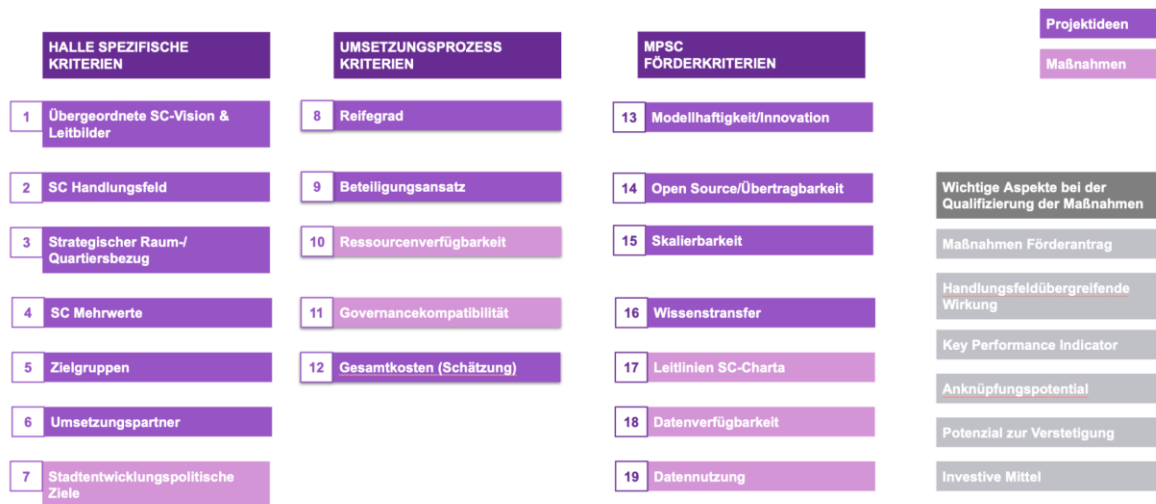 HALLE SPEZIFISCHE
KRITERIEN
1
Übergeordnete SC-Vision &
Leitbilder
2
SC Handlungsfeld
3
Strategischer Raum-/
Quartiersbezug
4
SC Mehrwerte
5
Zielgruppen
6
Umsetzungspartner
7
Stadtentwicklungspolitische
Ziele
UMSETZUNGSPROZESS
KRITERIEN
8
Reifegrad
9
Beteiligungsansatz
10
Ressourcenverfügbarkeit
11
Governancekompatibilität
12
Gesamtkosten (Schätzung)
MPSC
FÖRDERKRITERIEN
13
Modellhaftigkeit/Innovation
14
Open Source/Übertragbarkeit
15
Skalierbarkeit
16
Wissenstransfer
17
Leitlinien SC-Charta
18
Datenverfügbarkeit
19
Datennutzung
Projektideen
Maßnahmen
Wichtige Aspekte bei der
Qualifizierung der Maßnahmen
Maßnahmen Förderantrag
Handlungsfeldübergreifende
Wirkung
Key Performance Indicator
Anknüpfungspotential
Potenzial zur Verstetigung
Investive Mittel